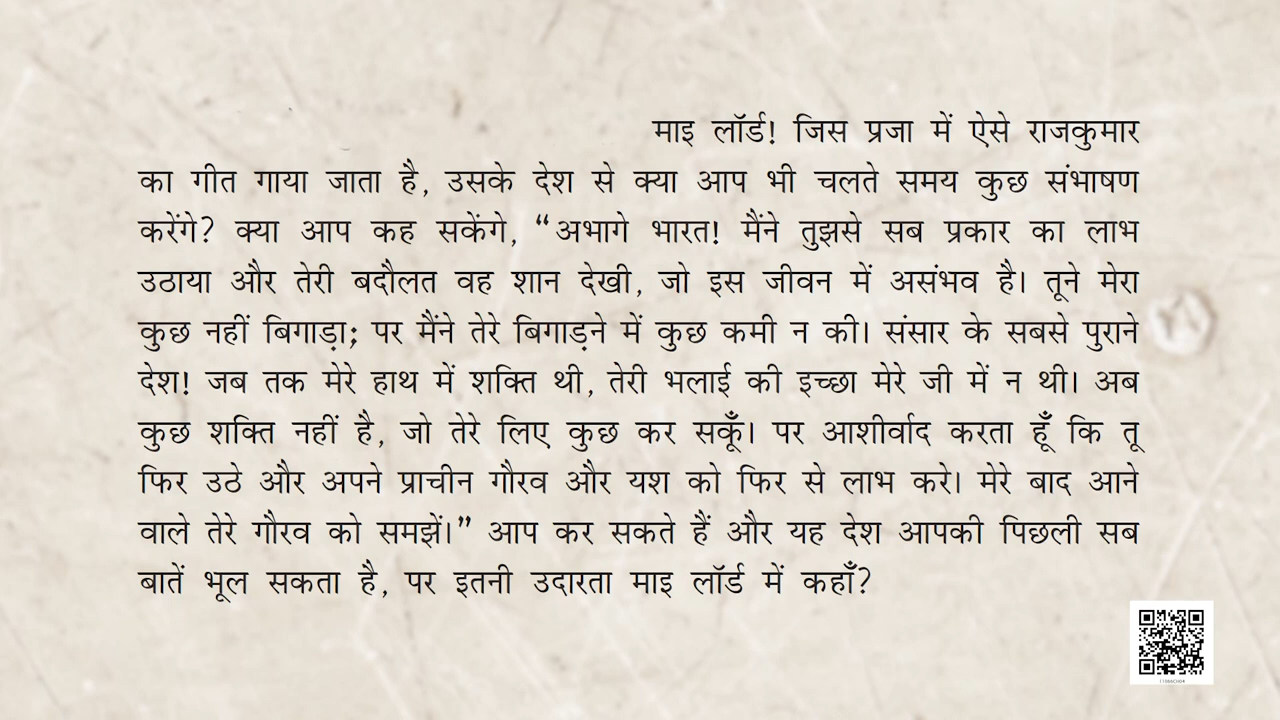 माइ लॉर्ड! जिस प्रजा में ऐसे राजकुमार
का गीत गाया जाता है, उसके देश से क्या आप भी चलते समय कुछ संभाषण
करेंगे? क्या आप कह सकेंगे, “अभागे भारत! मैंने तुझसे सब प्रकार का लाभ
उठाया और तेरी बदौलत वह शान देखी, जो इस जीवन में असंभव है। तूने मेरा
कुछ नहीं बिगाड़ा; पर मैंने तेरे बिगाड़ने में कुछ कमी न की। संसार के सबसे पुराने
देश! जब तक मेरे हाथ में शक्ति थी, तेरी भलाई की इच्छा मेरे जी में न थी। अब
कुछ शक्ति नहीं है, जो तेरे लिए कुछ कर सकूँ। पर आशीर्वाद करता हूँ कि तू
फिर उठे और अपने प्राचीन गौरव और यश को फिर से लाभ करे। मेरे बाद आने
वाले तेरे गौरव को समझें।” आप कर सकते हैं और यह देश आपकी पिछली सब
बातें भूल सकता है, पर इतनी उदारता माइ लॉर्ड में कहाँ?